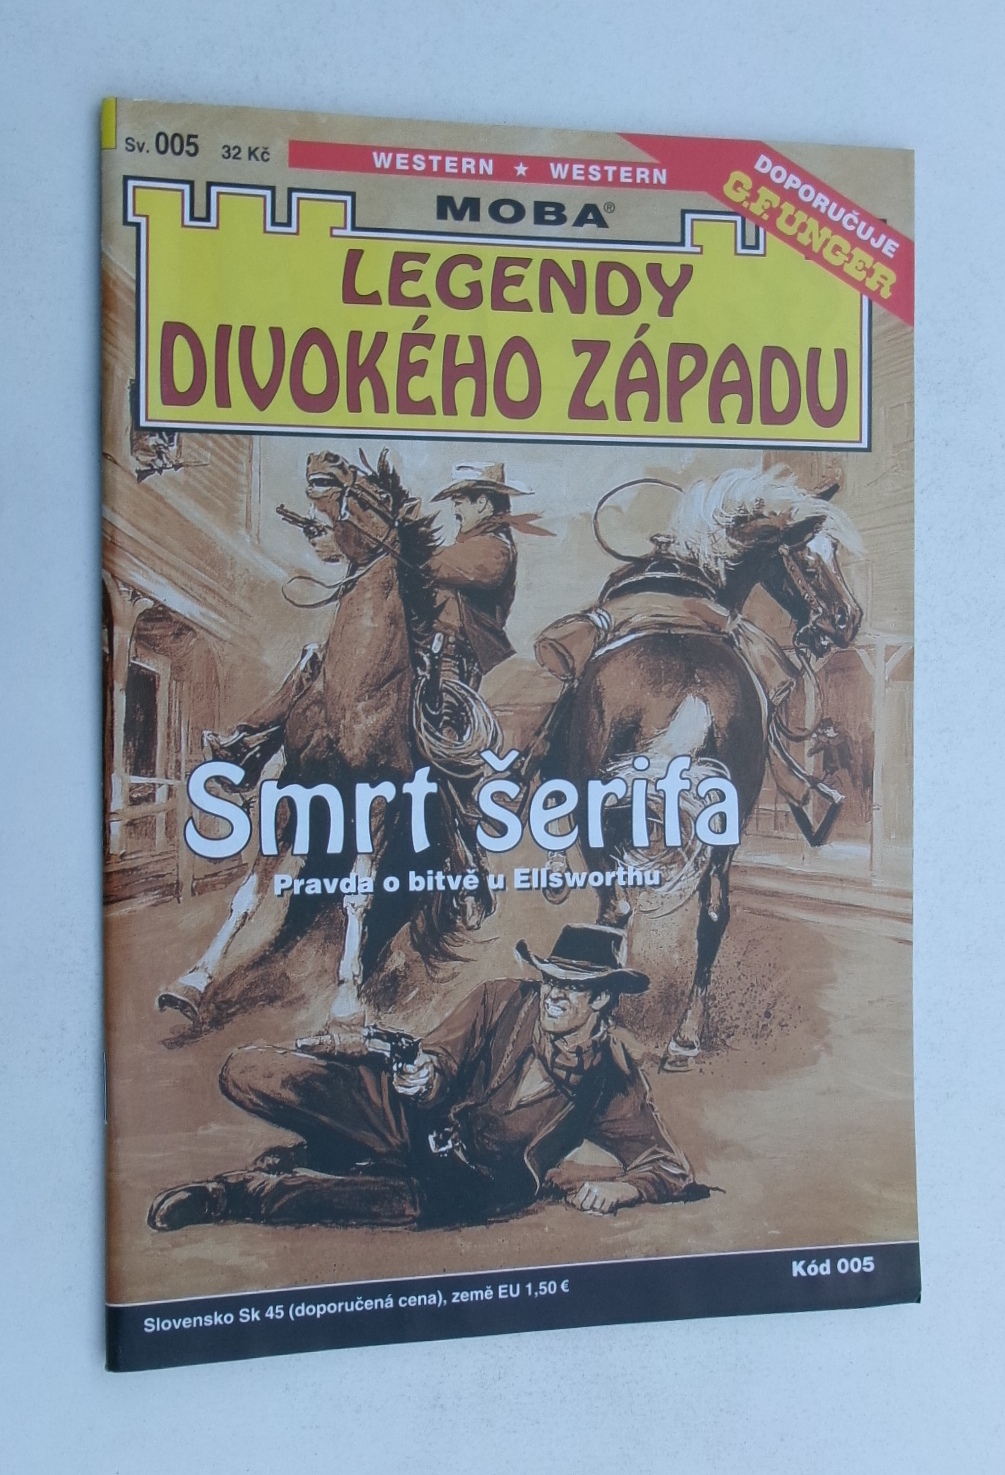 Sv. 005 32 Kč
WESTERN ★ WESTERN
DOPORUČUJE
G.F.UNGER
MOBA®
LEGENDY
DIVOKÉHO ZÁPADU
Smrt šerifa
Pravda o bitvě u Ellsworthu
Kód 005
Slovensko Sk 45 (doporučená cena), země EU 1,50 €